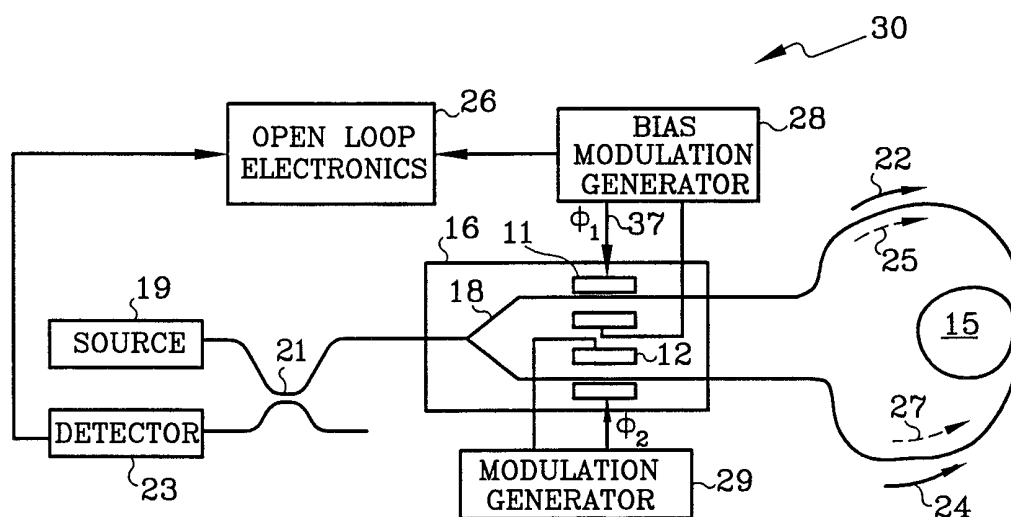 30
26
OPEN LOOP
ELECTRONICS
28
BIAS
MODULATION
GENERATOR
22
25
Φ1
37
16
11
18
19
SOURCE
21
12
15
27
24
DETECTOR
23
Φ2
MODULATION
GENERATOR
29